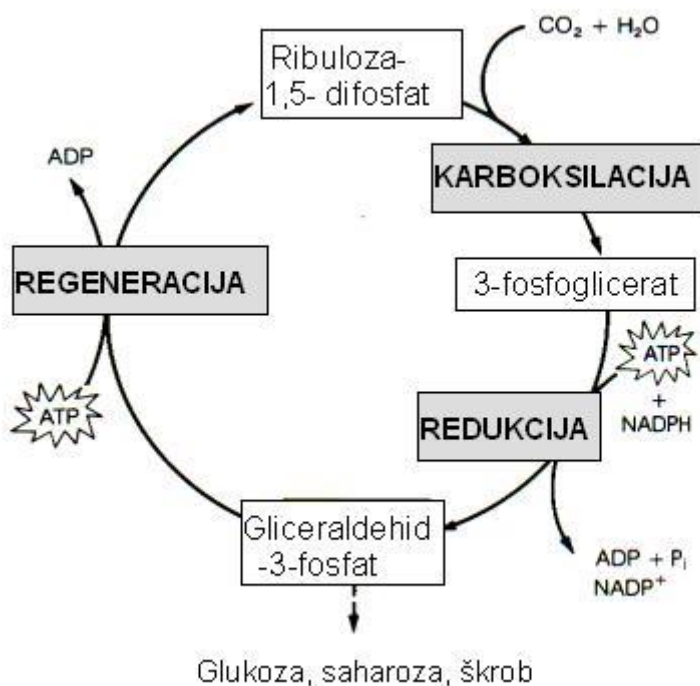 CO₂ + H₂O
Ribuloza-
1,5- difosfat
ADP
KARBOKSILACIJA
REGENERACIJA
3-fosfoglicerat
ATP
+
NADPH
ATP
REDUKCIJA
Gliceraldehid
-3-fosfat
ADP + Pᵢ
NADP⁺
Glukoza, saharoza, škrob